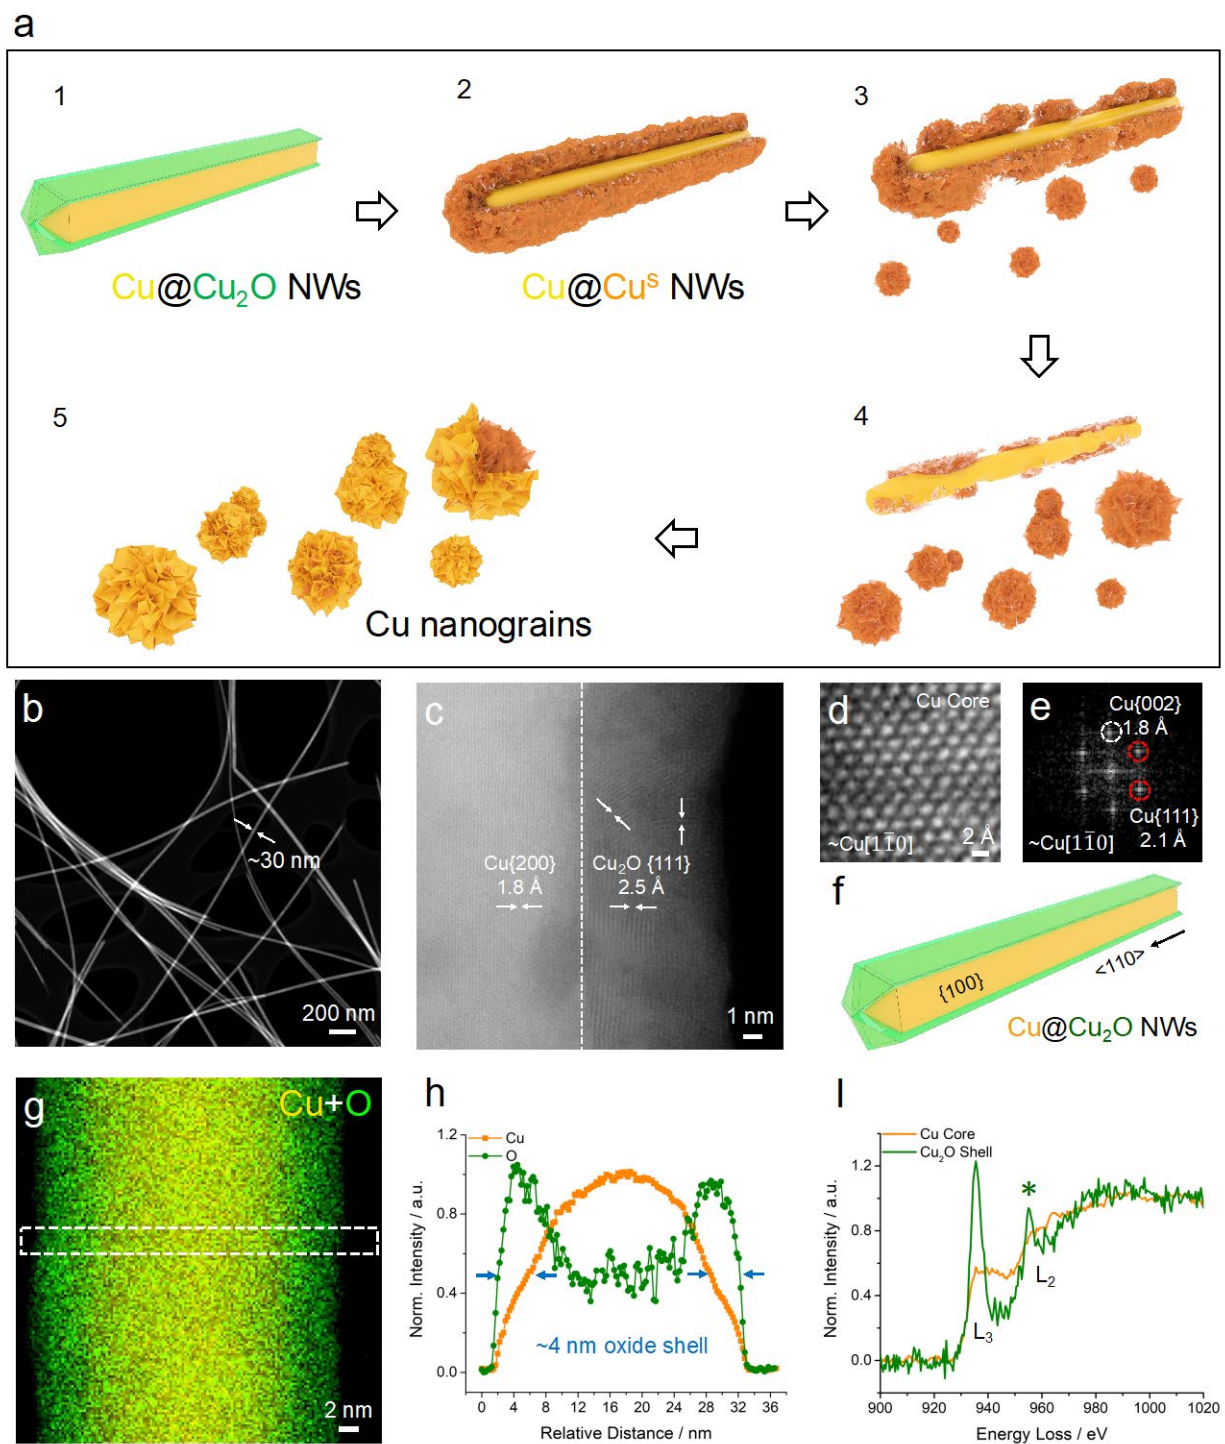 a
1
2
3
Cu@Cu₂O NWs
Cu@Cuˢ NWs
5
4
Cu nanograins
b
~30 nm
200 nm
c
Cu{200}
1.8 Å
Cu₂O {111}
2.5 Å
1 nm
d
Cu Core
~Cu[11̄0]
2 Å
e
Cu{002}
1.8 Å
Cu{111}
2.1 Å
~Cu[11̄0]
f
{100}
<110>
Cu@Cu₂O NWs
g
Cu+O
2 nm
h
Cu
O
Norm. Intensity / a.u.
1.2
0.8
0.4
0.0
~4 nm oxide shell
0 4 8 12 16 20 24 28 32 36
Relative Distance / nm
I
Cu Core
Cu₂O Shell
*
L₂
L₃
Norm. Intensity / a.u.
1.2
0.8
0.4
0.0
900 920 940 960 980 1000 1020
Energy Loss / eV